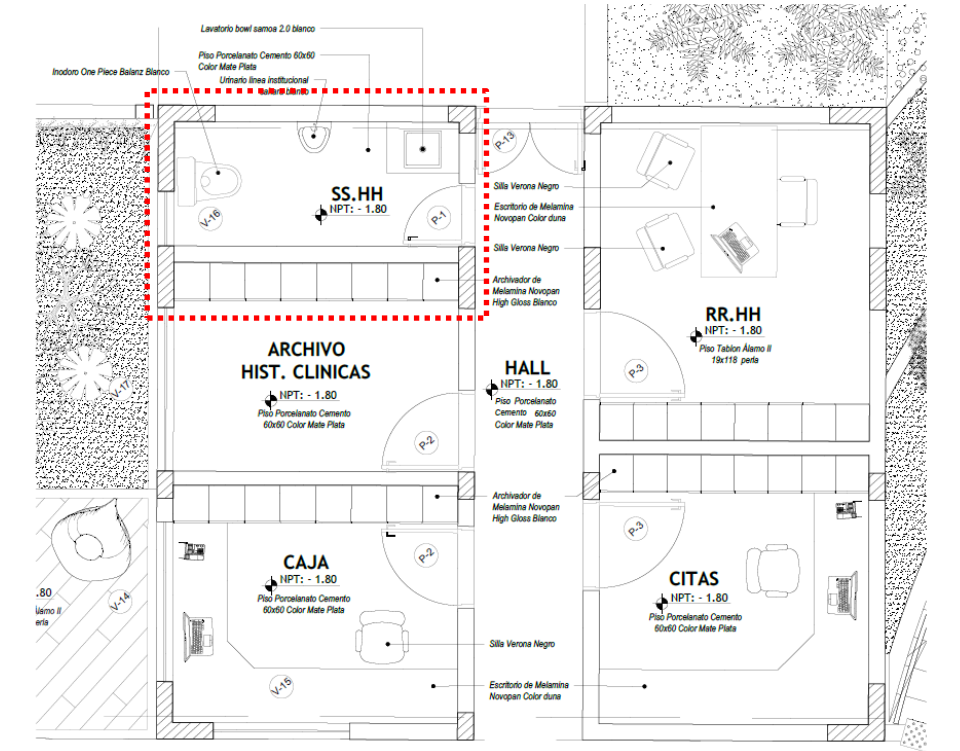 Lavatorio bowl samoa 2.0 blanco
Piso Porcelanato Cemento 60x60
Color Mate Plata
Inodoro One Piece Balanz Blanco
Urinario linea institucional
blanco
P-13
SS.HH
NPT: - 1.80
V-16
P-1
Silla Verona Negro
Escritorio de Melamina
Novopan Color duna
Silla Verona Negro
Archivador de
Melamina Novopan
High Gloss Blanco
RR.HH
NPT: - 1.80
Piso Tablon Álamo II
19x118 perla
P-3
ARCHIVO
HIST. CLINICAS
NPT: - 1.80
Piso Porcelanato Cemento
60x60 Color Mate Plata
V-17
P-2
HALL
NPT: - 1.80
Piso Porcelanato
Cemento 60x60
Color Mate Plata
Archivador de
Melamina Novopan
High Gloss Blanco
P-2
P-3
CAJA
NPT: - 1.80
Piso Porcelanato Cemento
60x60 Color Mate Plata
CITAS
NPT: - 1.80
Piso Porcelanato Cemento
60x60 Color Mate Plata
.80
Álamo II
perla
V-14
Silla Verona Negro
V-15
Escritorio de Melamina
Novopan Color duna